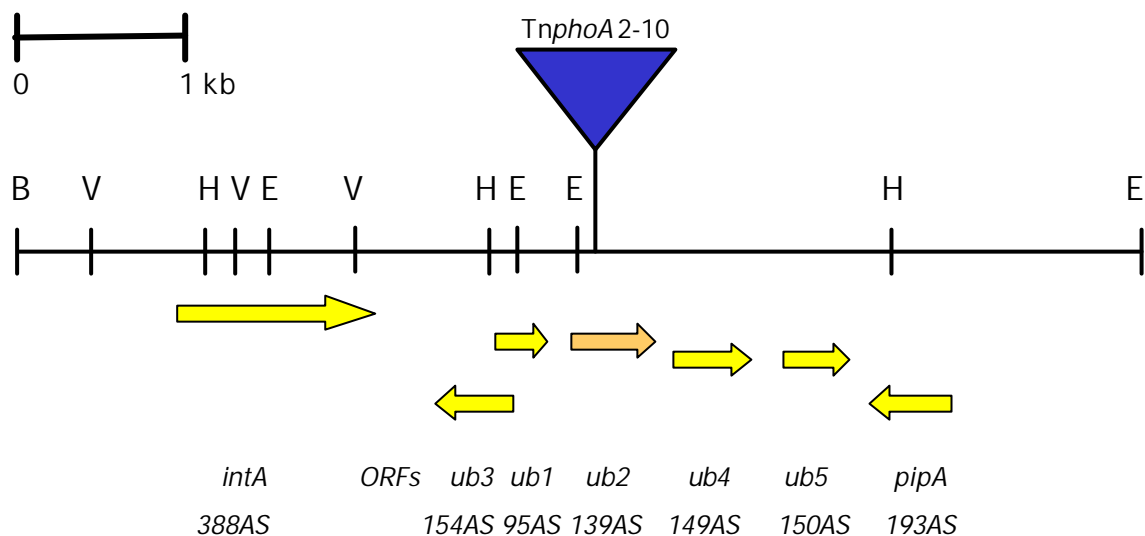 TnphoA 2-10
0 1 kb
B V H V E V H E E H E
intA ORFs ub3 ub1 ub2 ub4 ub5 pipA
388AS 154AS 95AS 139AS 149AS 150AS 193AS